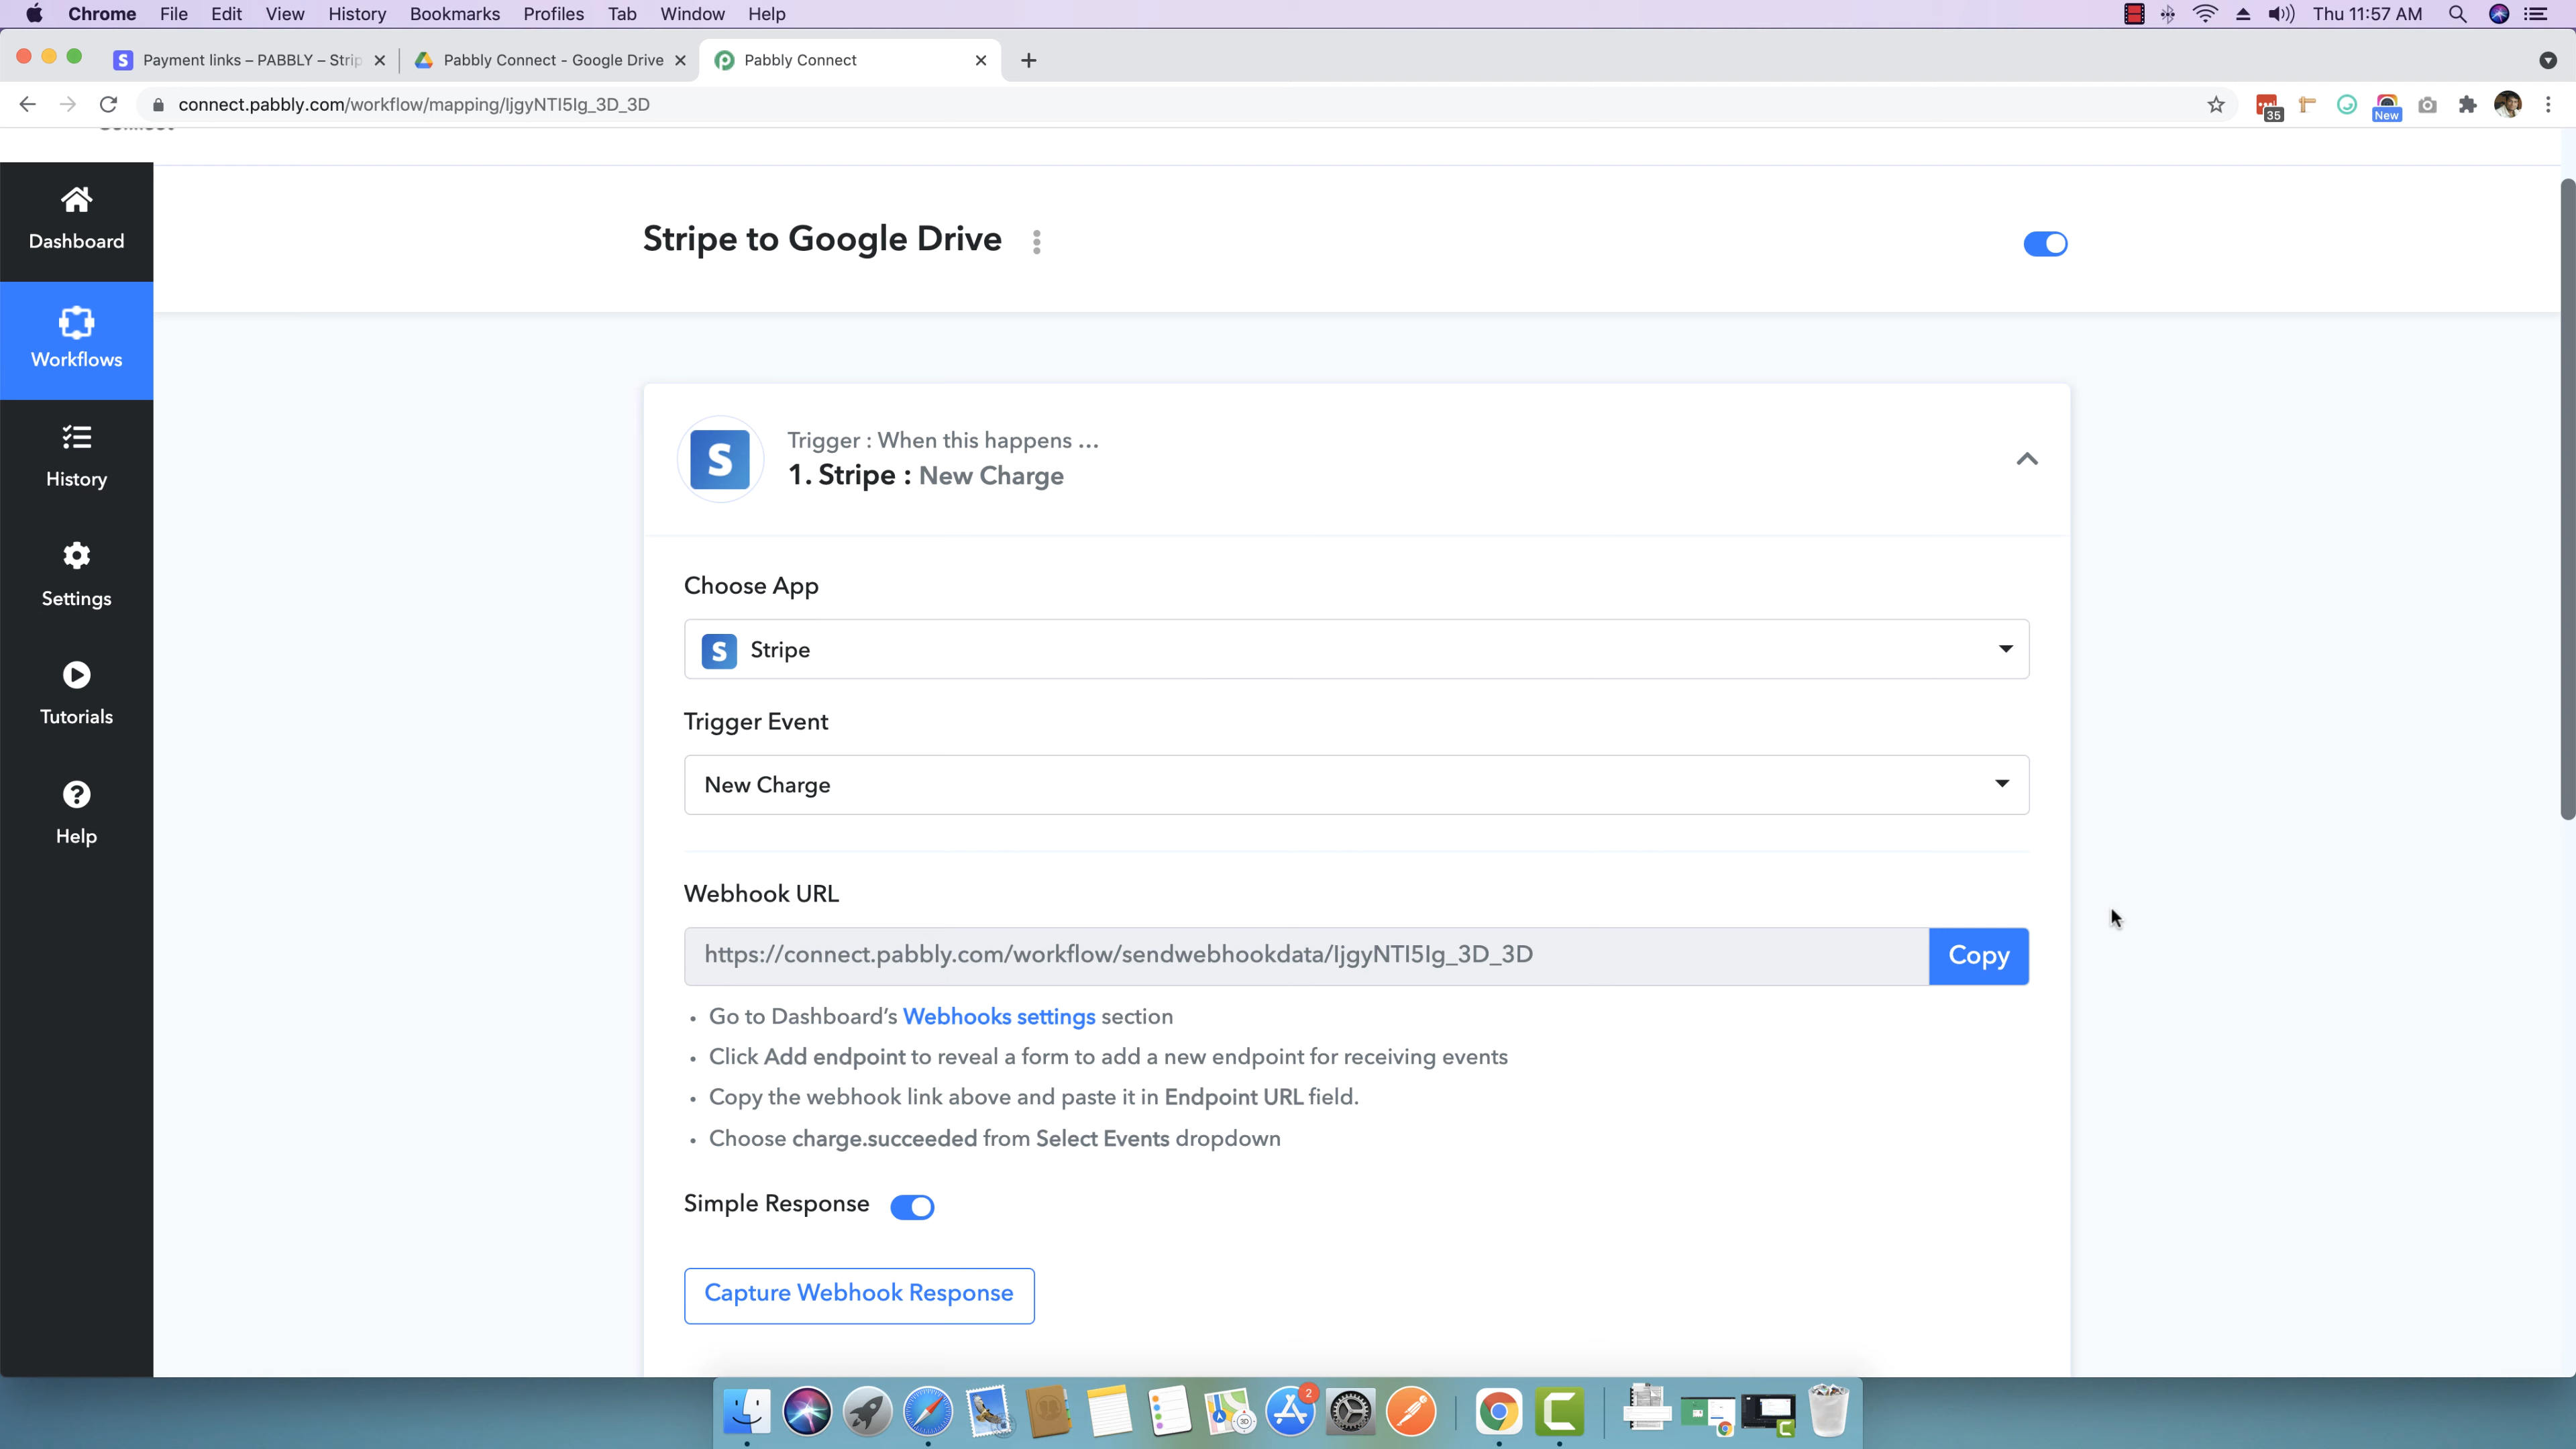 Chrome File Edit View History Bookmarks Profiles Tab Window Help Thu 11:57 AM
Payment links – PABBLY – Strip
Pabbly Connect - Google Drive
Pabbly Connect
connect.pabbly.com/workflow/mapping/IjgyNTI5Ig_3D_3D
35
New
Connect
Dashboard
Workflows
History
Settings
Tutorials
Help
Stripe to Google Drive
Trigger : When this happens ...
1. Stripe : New Charge
Choose App
S Stripe
Trigger Event
New Charge
Webhook URL
https://connect.pabbly.com/workflow/sendwebhookdata/IjgyNTI5Ig_3D_3D
Copy
• Go to Dashboard's Webhooks settings section
• Click Add endpoint to reveal a form to add a new endpoint for receiving events
• Copy the webhook link above and paste it in Endpoint URL field.
• Choose charge.succeeded from Select Events dropdown
Simple Response
Capture Webhook Response
2
3D